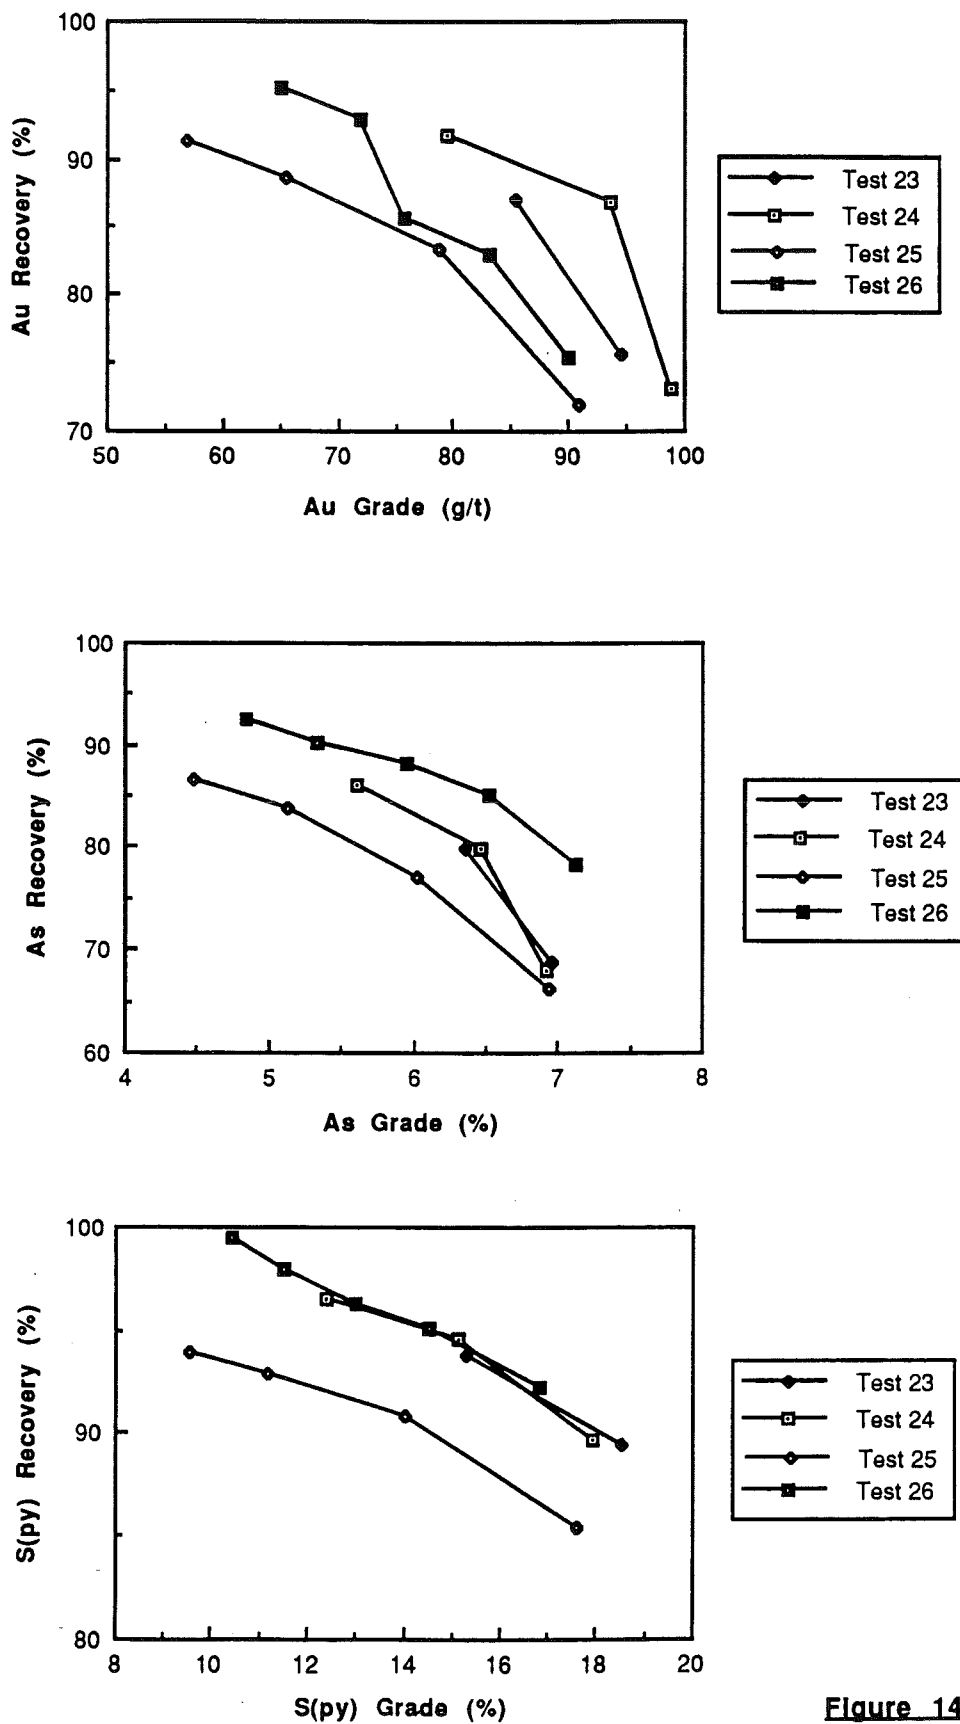 100
90
80
70
Au Recovery (%)
50 60 70 80 90 100
Au Grade (g/t)
Test 23
Test 24
Test 25
Test 26
100
90
80
70
60
As Recovery (%)
4 5 6 7 8
As Grade (%)
Test 23
Test 24
Test 25
Test 26
100
90
80
S(py) Recovery (%)
8 10 12 14 16 18 20
S(py) Grade (%)
Test 23
Test 24
Test 25
Test 26
Figure 14